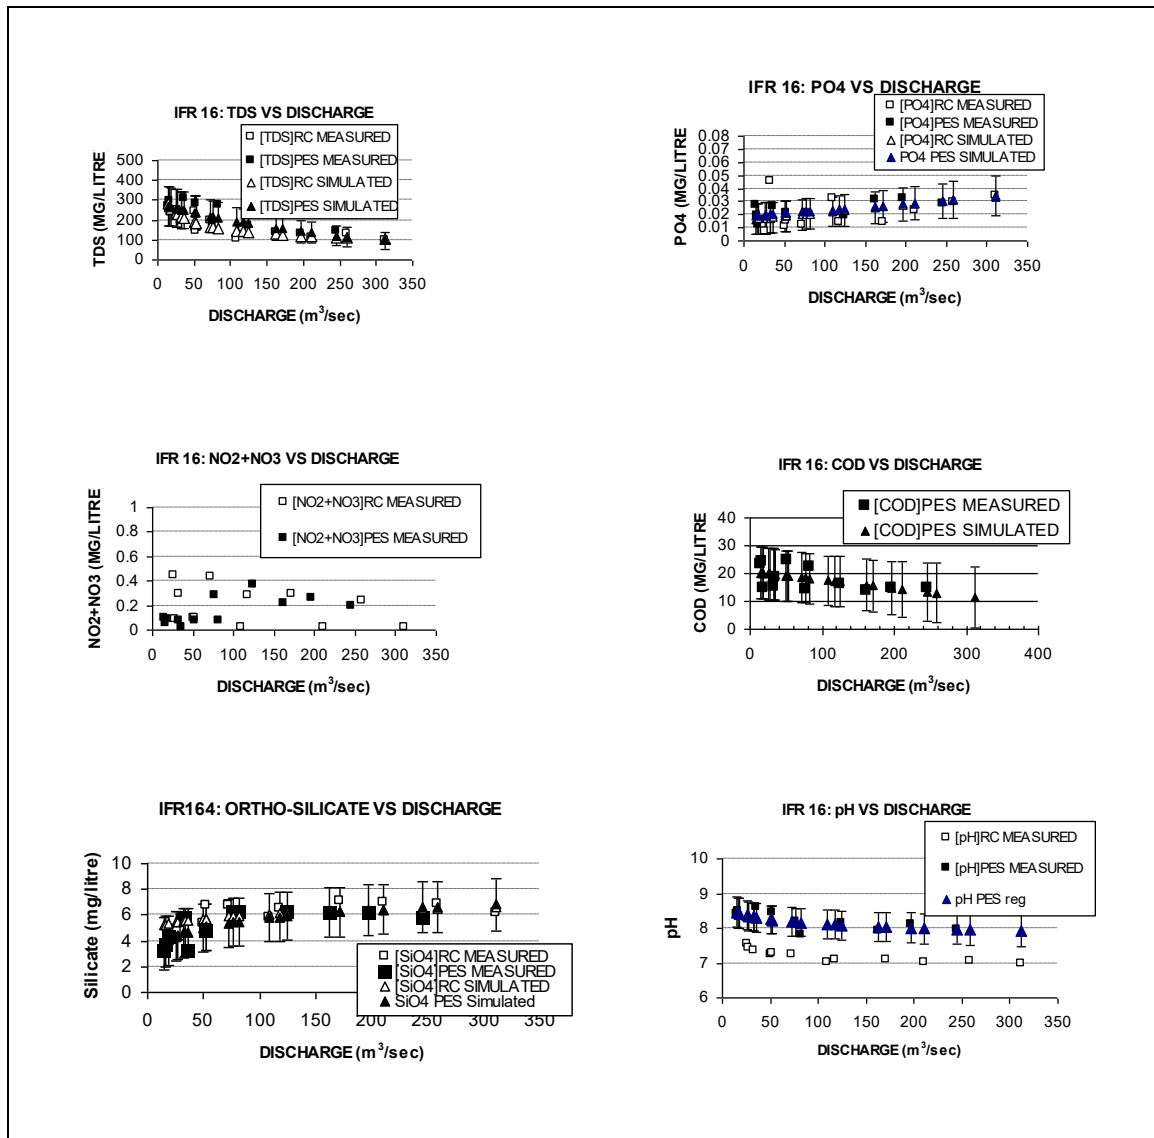 IFR 16: TDS VS DISCHARGE
[TDS]RC MEASURED
[TDS]PES MEASURED
[TDS]RC SIMULATED
[TDS]PES SIMULATED
TDS (MG/LITRE)
500
400
300
200
100
0
0 50 100 150 200 250 300 350
DISCHARGE (m³/sec)
IFR 16: PO4 VS DISCHARGE
[PO4]RC MEASURED
[PO4]PES MEASURED
[PO4]RC SIMULATED
PO4 PES SIMULATED
PO4 (MG/LITRE)
0.08
0.06
0.04
0.03
0.02
0.01
0
0 50 100 150 200 250 300 350
DISCHARGE (m³/sec)
IFR 16: NO2+NO3 VS DISCHARGE
[NO2+NO3]RC MEASURED
[NO2+NO3]PES MEASURED
NO2+NO3 (MG/LITRE)
1
0.8
0.6
0.4
0.2
0
0 50 100 150 200 250 300 350
DISCHARGE (m³/sec)
IFR 16: COD VS DISCHARGE
[COD]PES MEASURED
[COD]PES SIMULATED
COD (MG/LITRE)
40
30
20
10
0
0 100 200 300 400
DISCHARGE (m³/sec)
IFR164: ORTHO-SILICATE VS DISCHARGE
Silicate (mg/litre)
10
8
6
4
2
0
[SiO4]RC MEASURED
[SiO4]PES MEASURED
[SiO4]RC SIMULATED
SiO4 PES Simulated
0 50 100 150 200 250 300 350
DISCHARGE (m³/sec)
IFR 16: pH VS DISCHARGE
[pH]RC MEASURED
[pH]PES MEASURED
pH PES reg
pH
9
8
7
6
0 50 100 150 200 250 300 350
DISCHARGE (m³/sec)